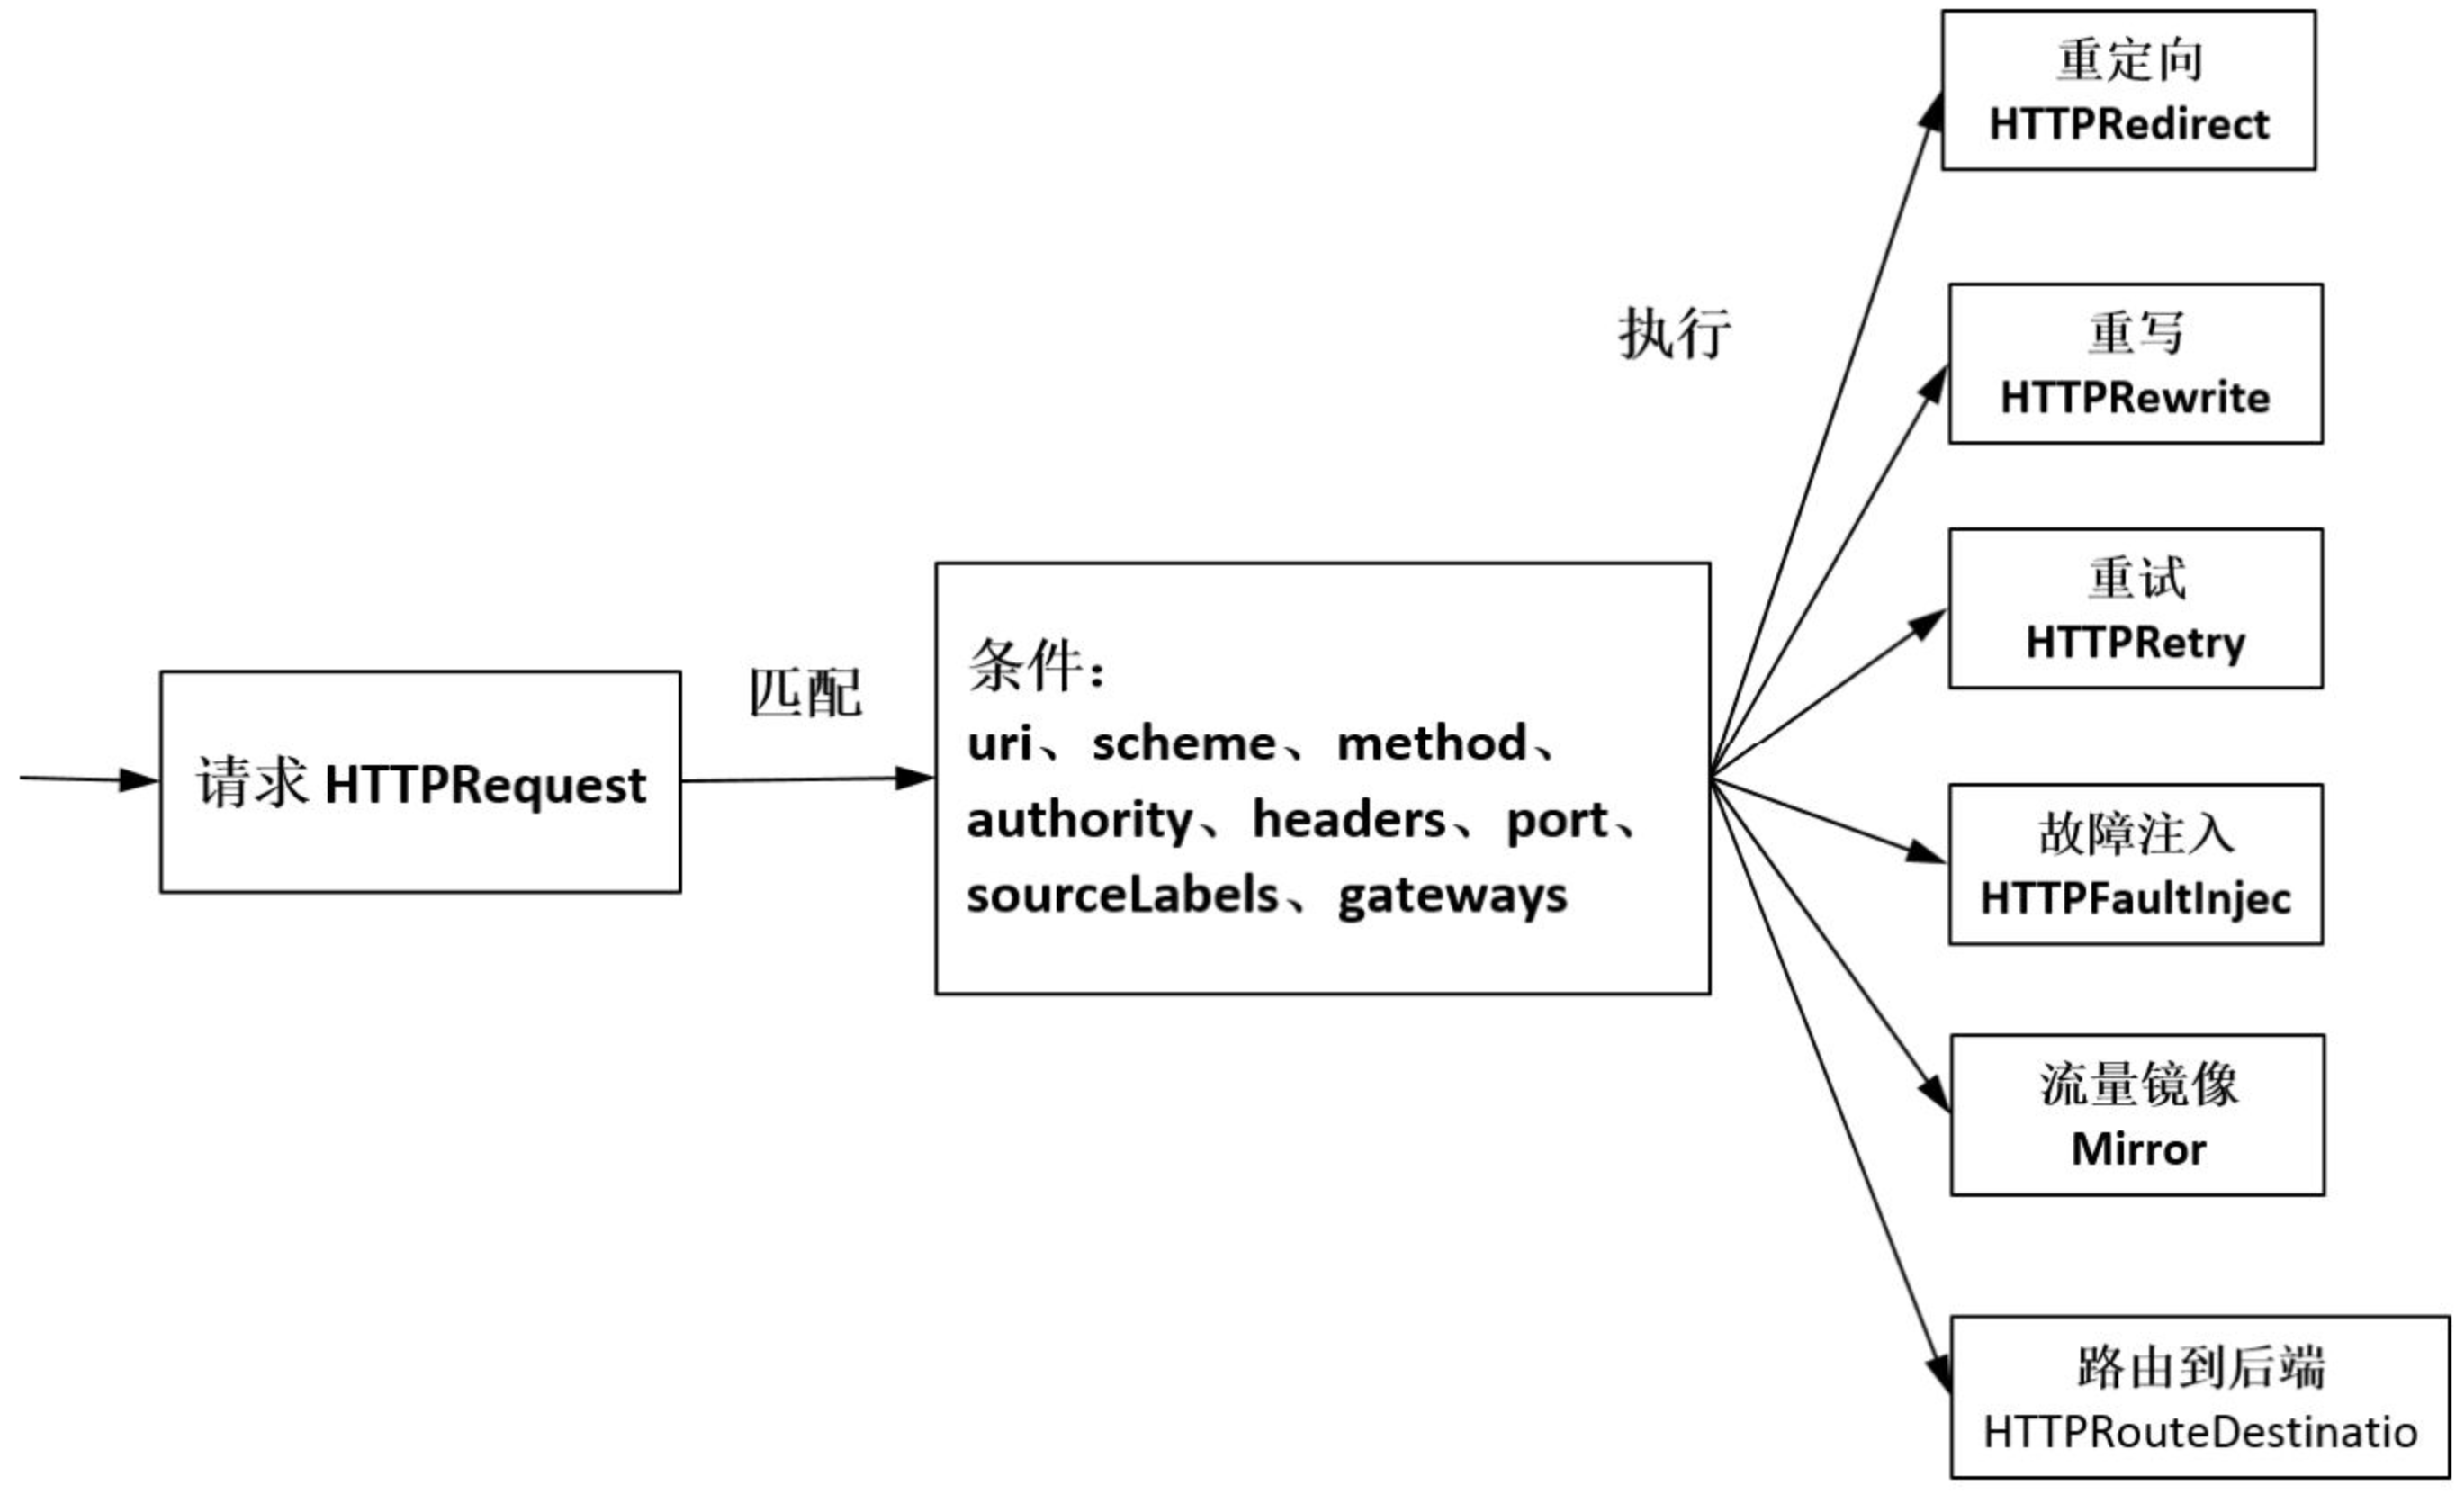 请求 HTTPRequest
匹配
条件：
uri、scheme、method、
authority、headers、port、
sourceLabels、gateways
执行
重定向
HTTPRedirect
重写
HTTPRewrite
重试
HTTPRetry
故障注入
HTTPFaultInjec
流量镜像
Mirror
路由到后端
HTTPRouteDestinatio